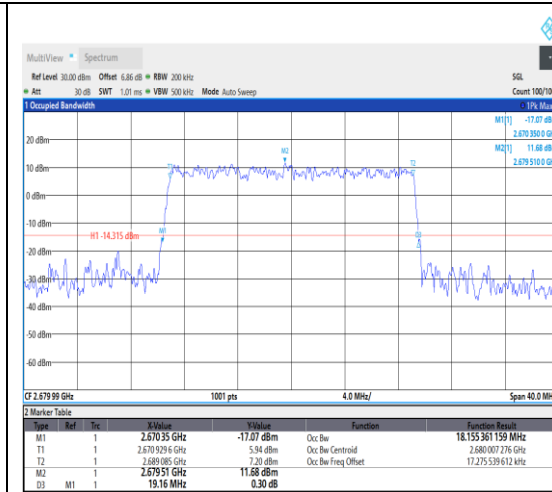 MultiView Spectrum
Ref Level 30.00 dBm Offset 6.86 dB RBW 200 kHz SGL
Att 30 dB SWT 1.01 ms VBW 500 kHz Mode Auto Sweep Count 100/10
1 Occupied Bandwidth 1Pk Max
M1[1] -17.07 dB
2.670 350 0 G
M2[1] 11.68 dB
2.679 510 0 G
20 dBm
M2
T1
T2
10 dBm
0 dBm
-10 dBm
H1 -14.315 dBm
M1
D3
-20 dBm
-30 dBm
-40 dBm
-50 dBm
-60 dBm
CF 2.679 99 GHz 1001 pts 4.0 MHz/ Span 40.0 MH
2 Marker Table
Type Ref Trc X-Value Y-Value Function Function Result
M1 1 2.67035 GHz -17.07 dBm Occ Bw 18.155 361 159 MHz
T1 1 2.670 929 6 GHz 5.94 dBm Occ Bw Centroid 2.680 007 276 GHz
T2 1 2.689 085 GHz 7.20 dBm Occ Bw Freq Offset 17.275 539 612 kHz
M2 1 2.67951 GHz 11.68 dBm
D3 M1 1 19.16 MHz 0.30 dB